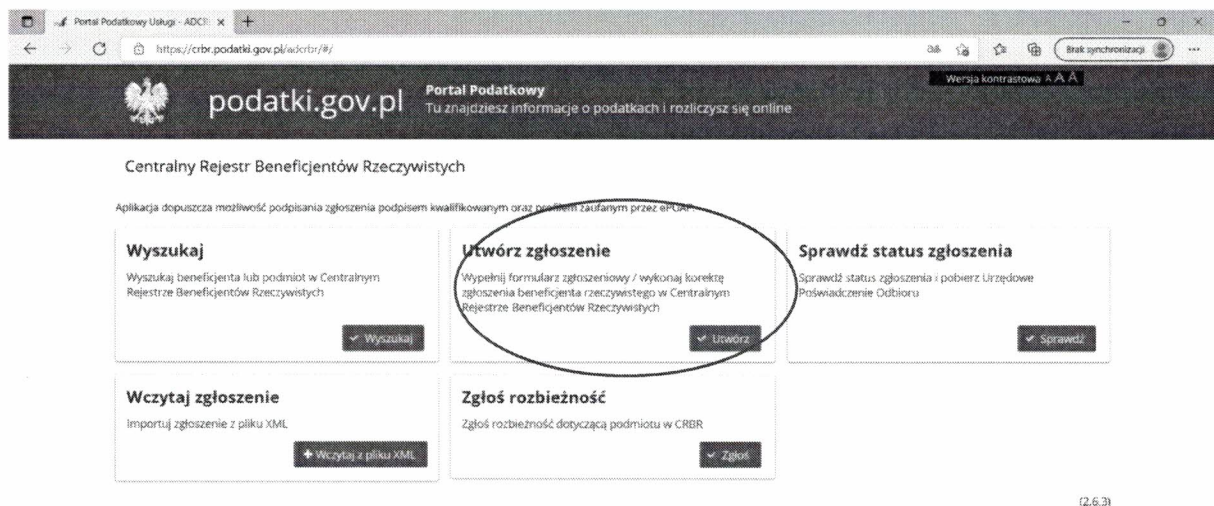 Portal Podatkowy Usługi - ADCR
https://crbr.podatki.gov.pl/adcrbr/#/
Brak synchronizacji
Wersja kontrastowa A A A
podatki.gov.pl
Portal Podatkowy
Tu znajdziesz informacje o podatkach i rozliczysz się online
Centralny Rejestr Beneficjentów Rzeczywistych
Aplikacja dopuszcza możliwość podpisania zgłoszenia podpisem kwalifikowanym oraz profilem zaufanym przez ePUAP.
Wyszukaj
Wyszukaj beneficjenta lub podmiot w Centralnym
Rejestrze Beneficjentów Rzeczywistych
Wyszukaj
Utwórz zgłoszenie
Wypełnij formularz zgłoszeniowy / wykonaj korektę
zgłoszenia beneficjenta rzeczywistego w Centralnym
Rejestrze Beneficjentów Rzeczywistych
Utwórz
Sprawdź status zgłoszenia
Sprawdź status zgłoszenia i pobierz Urzędowe
Poświadczenie Odbioru
Sprawdź
Wczytaj zgłoszenie
Importuj zgłoszenie z pliku XML
Wczytaj z pliku XML
Zgłoś rozbieżność
Zgłoś rozbieżność dotyczącą podmiotu w CRBR
Zgłoś
(2.6.3)